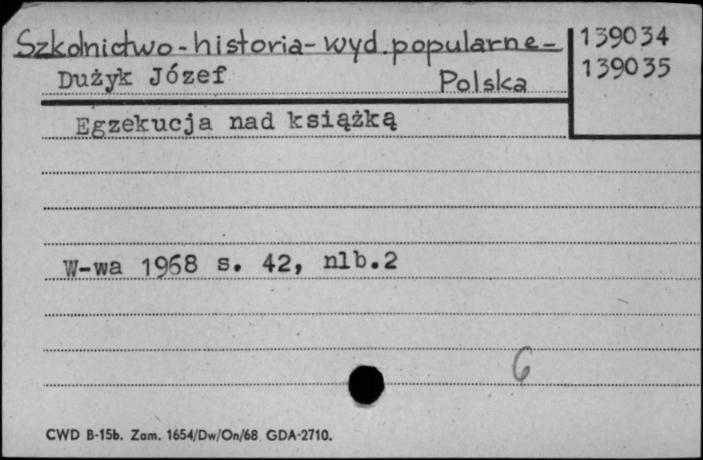 Szkolnictwo-historia-wyd.popularne-
Polska
139034
139035
Dużyk Józef
Egzekucja nad książką
W-wa 1968 s. 42, nlb.2
6
CWD B-15b. Zam. 1654/Dw/On/68 GDA-2710.